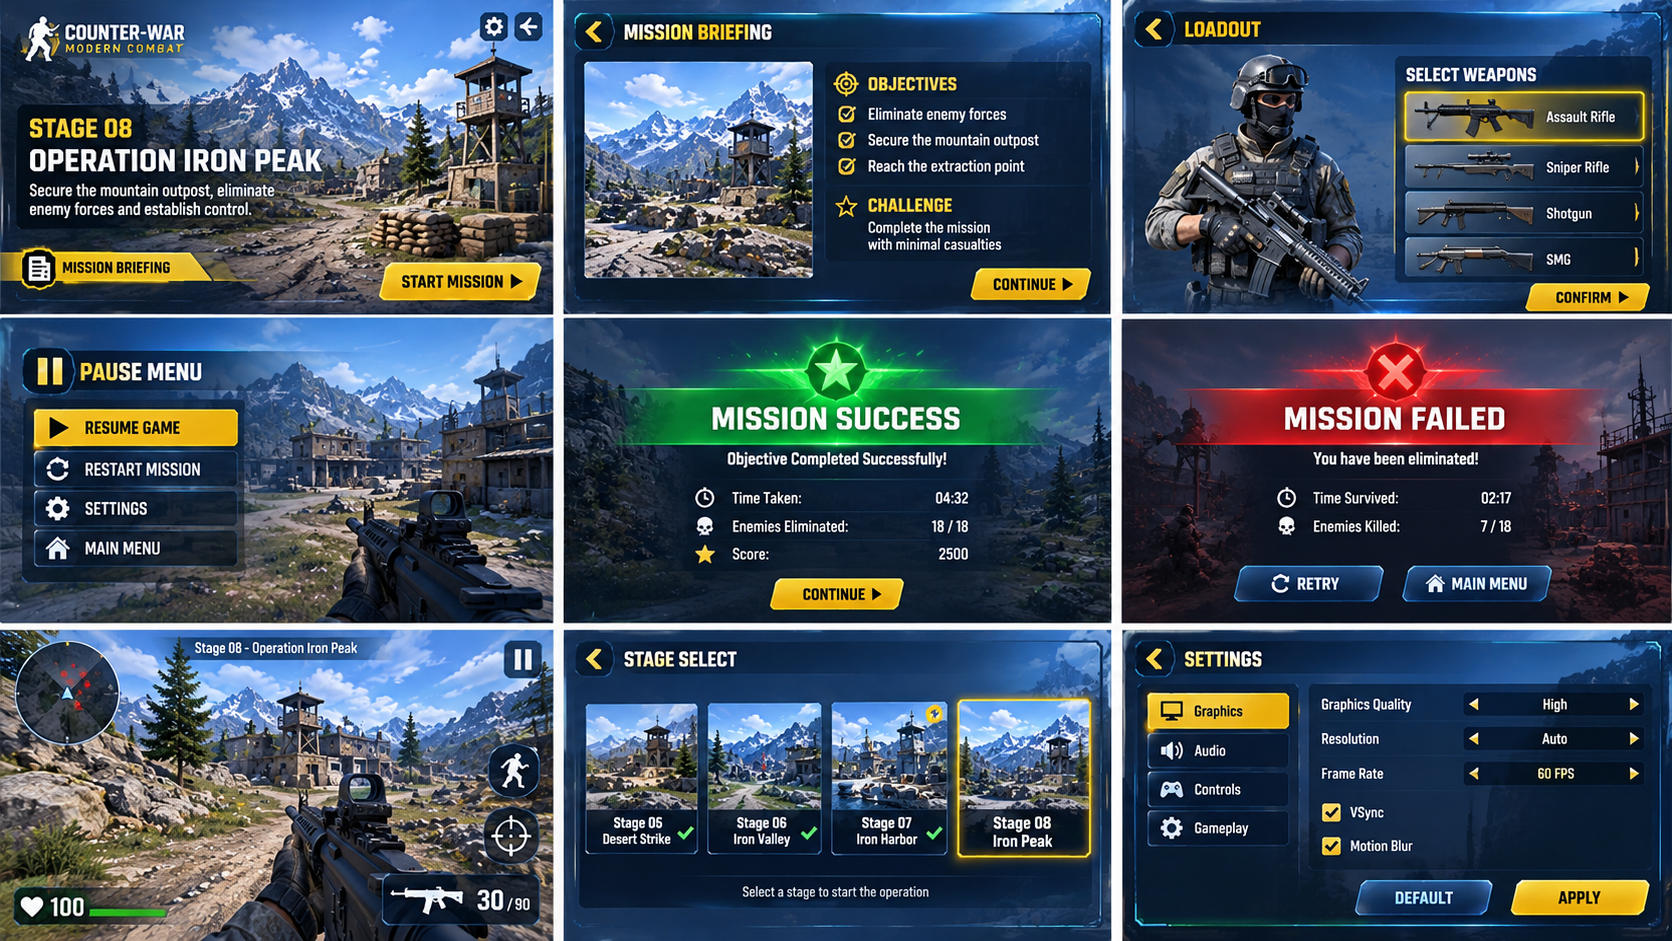 COUNTER-WAR
MODERN COMBAT
STAGE 08
OPERATION IRON PEAK
Secure the mountain outpost, eliminate
enemy forces and establish control.
MISSION BRIEFING
START MISSION
MISSION BRIEFING
OBJECTIVES
Eliminate enemy forces
Secure the mountain outpost
Reach the extraction point
CHALLENGE
Complete the mission
with minimal casualties
CONTINUE
LOADOUT
SELECT WEAPONS
Assault Rifle
Sniper Rifle
Shotgun
SMG
CONFIRM
PAUSE MENU
RESUME GAME
RESTART MISSION
SETTINGS
MAIN MENU
MISSION SUCCESS
Objective Completed Successfully!
Time Taken: 04:32
Enemies Eliminated: 18 / 18
Score: 2500
CONTINUE
MISSION FAILED
You have been eliminated!
Time Survived: 02:17
Enemies Killed: 7 / 18
RETRY
MAIN MENU
Stage 08 - Operation Iron Peak
100
30 / 90
STAGE SELECT
Stage 05
Desert Strike
Stage 06
Iron Valley
Stage 07
Iron Harbor
Stage 08
Iron Peak
Select a stage to start the operation
SETTINGS
Graphics
Audio
Controls
Gameplay
Graphics Quality High
Resolution Auto
Frame Rate 60 FPS
VSync
Motion Blur
DEFAULT
APPLY